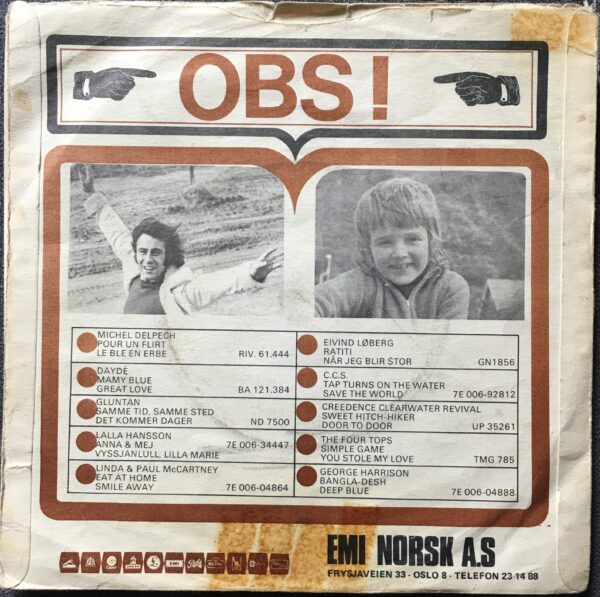 OBS!
MICHEL DELPECH
POUR UN FLIRT
LE BLE EN ERBE RIV. 61.444
DAYDÈ
MAMY BLUE
GREAT LOVE BA 121.384
GLUNTAN
SAMME TID, SAMME STED
DET KOMMER DAGER ND 7500
LALLA HANSSON
ANNA & MEJ 7E 006-34447
VYSSJANLULL, LILLA MARIE
LINDA & PAUL McCARTNEY
EAT AT HOME
SMILE AWAY 7E 006-04864
EIVIND LØBERG
RATITI
NÅR JEG BLIR STOR GN1856
C.C.S.
TAP TURNS ON THE WATER
SAVE THE WORLD 7E 006-92812
CREEDENCE CLEARWATER REVIVAL
SWEET HITCH-HIKER
DOOR TO DOOR UP 35261
THE FOUR TOPS
SIMPLE GAME
YOU STOLE MY LOVE TMG 785
GEORGE HARRISON
BANGLA-DESH
DEEP BLUE 7E 006-04888
EMI
EMI NORSK A.S
FRYSJAVEIEN 33 - OSLO 8 - TELEFON 23 14 88